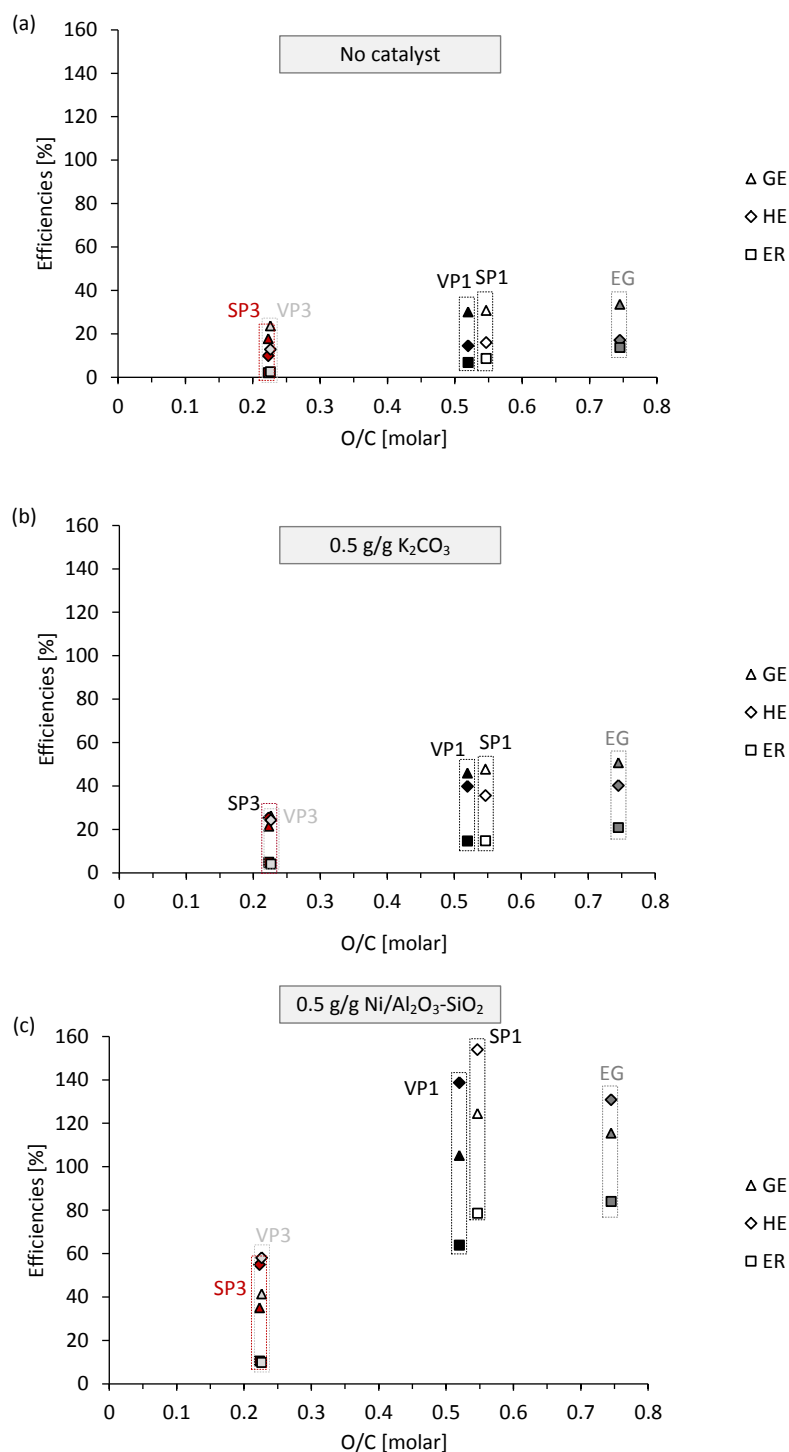 (a)
No catalyst
160
140
120
100
80
60
40
20
0
Efficiencies [%]
SP3
VP3
VP1
SP1
EG
GE
HE
ER
0 0.1 0.2 0.3 0.4 0.5 0.6 0.7 0.8
O/C [molar]
(b)
0.5 g/g K₂CO₃
160
140
120
100
80
60
40
20
0
Efficiencies [%]
SP3
VP3
VP1
SP1
EG
GE
HE
ER
0 0.1 0.2 0.3 0.4 0.5 0.6 0.7 0.8
O/C [molar]
(c)
0.5 g/g Ni/Al₂O₃-SiO₂
160
140
120
100
80
60
40
20
0
Efficiencies [%]
SP3
VP3
VP1
SP1
EG
GE
HE
ER
0 0.1 0.2 0.3 0.4 0.5 0.6 0.7 0.8
O/C [molar]